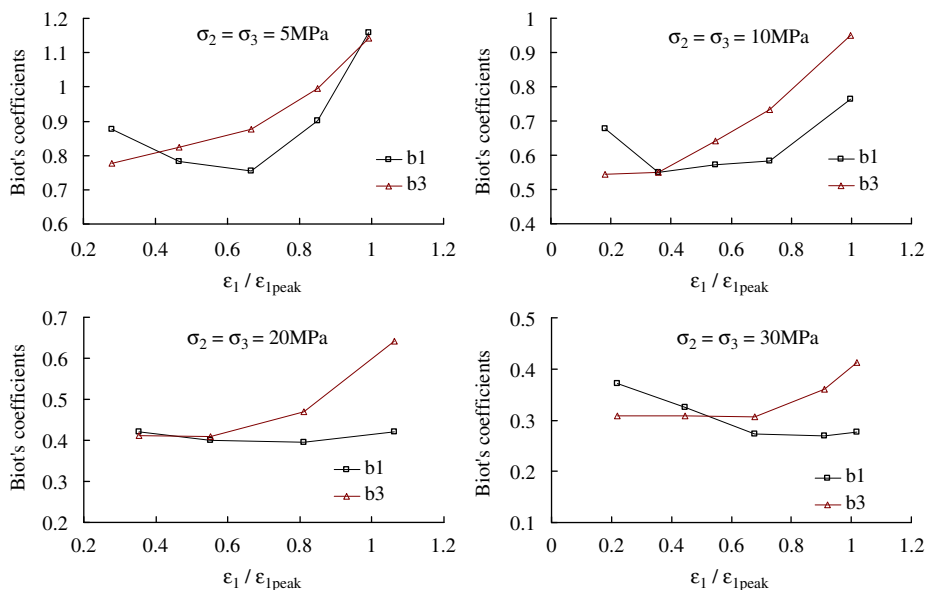 σ₂ = σ₃ = 5MPa
Biot's coefficients
1.2
1.1
1
0.9
0.8
0.7
0.6
b1
b3
0.2 0.4 0.6 0.8 1 1.2
ε₁ / ε₁peak
σ₂ = σ₃ = 10MPa
Biot's coefficients
1
0.9
0.8
0.7
0.6
0.5
0.4
b1
b3
0 0.2 0.4 0.6 0.8 1 1.2
ε₁ / ε₁peak
σ₂ = σ₃ = 20MPa
Biot's coefficients
0.7
0.6
0.5
0.4
0.3
0.2
b1
b3
0.2 0.4 0.6 0.8 1 1.2
ε₁ / ε₁peak
σ₂ = σ₃ = 30MPa
Biot's coefficients
0.5
0.4
0.3
0.2
0.1
b1
b3
0 0.2 0.4 0.6 0.8 1 1.2
ε₁ / ε₁peak